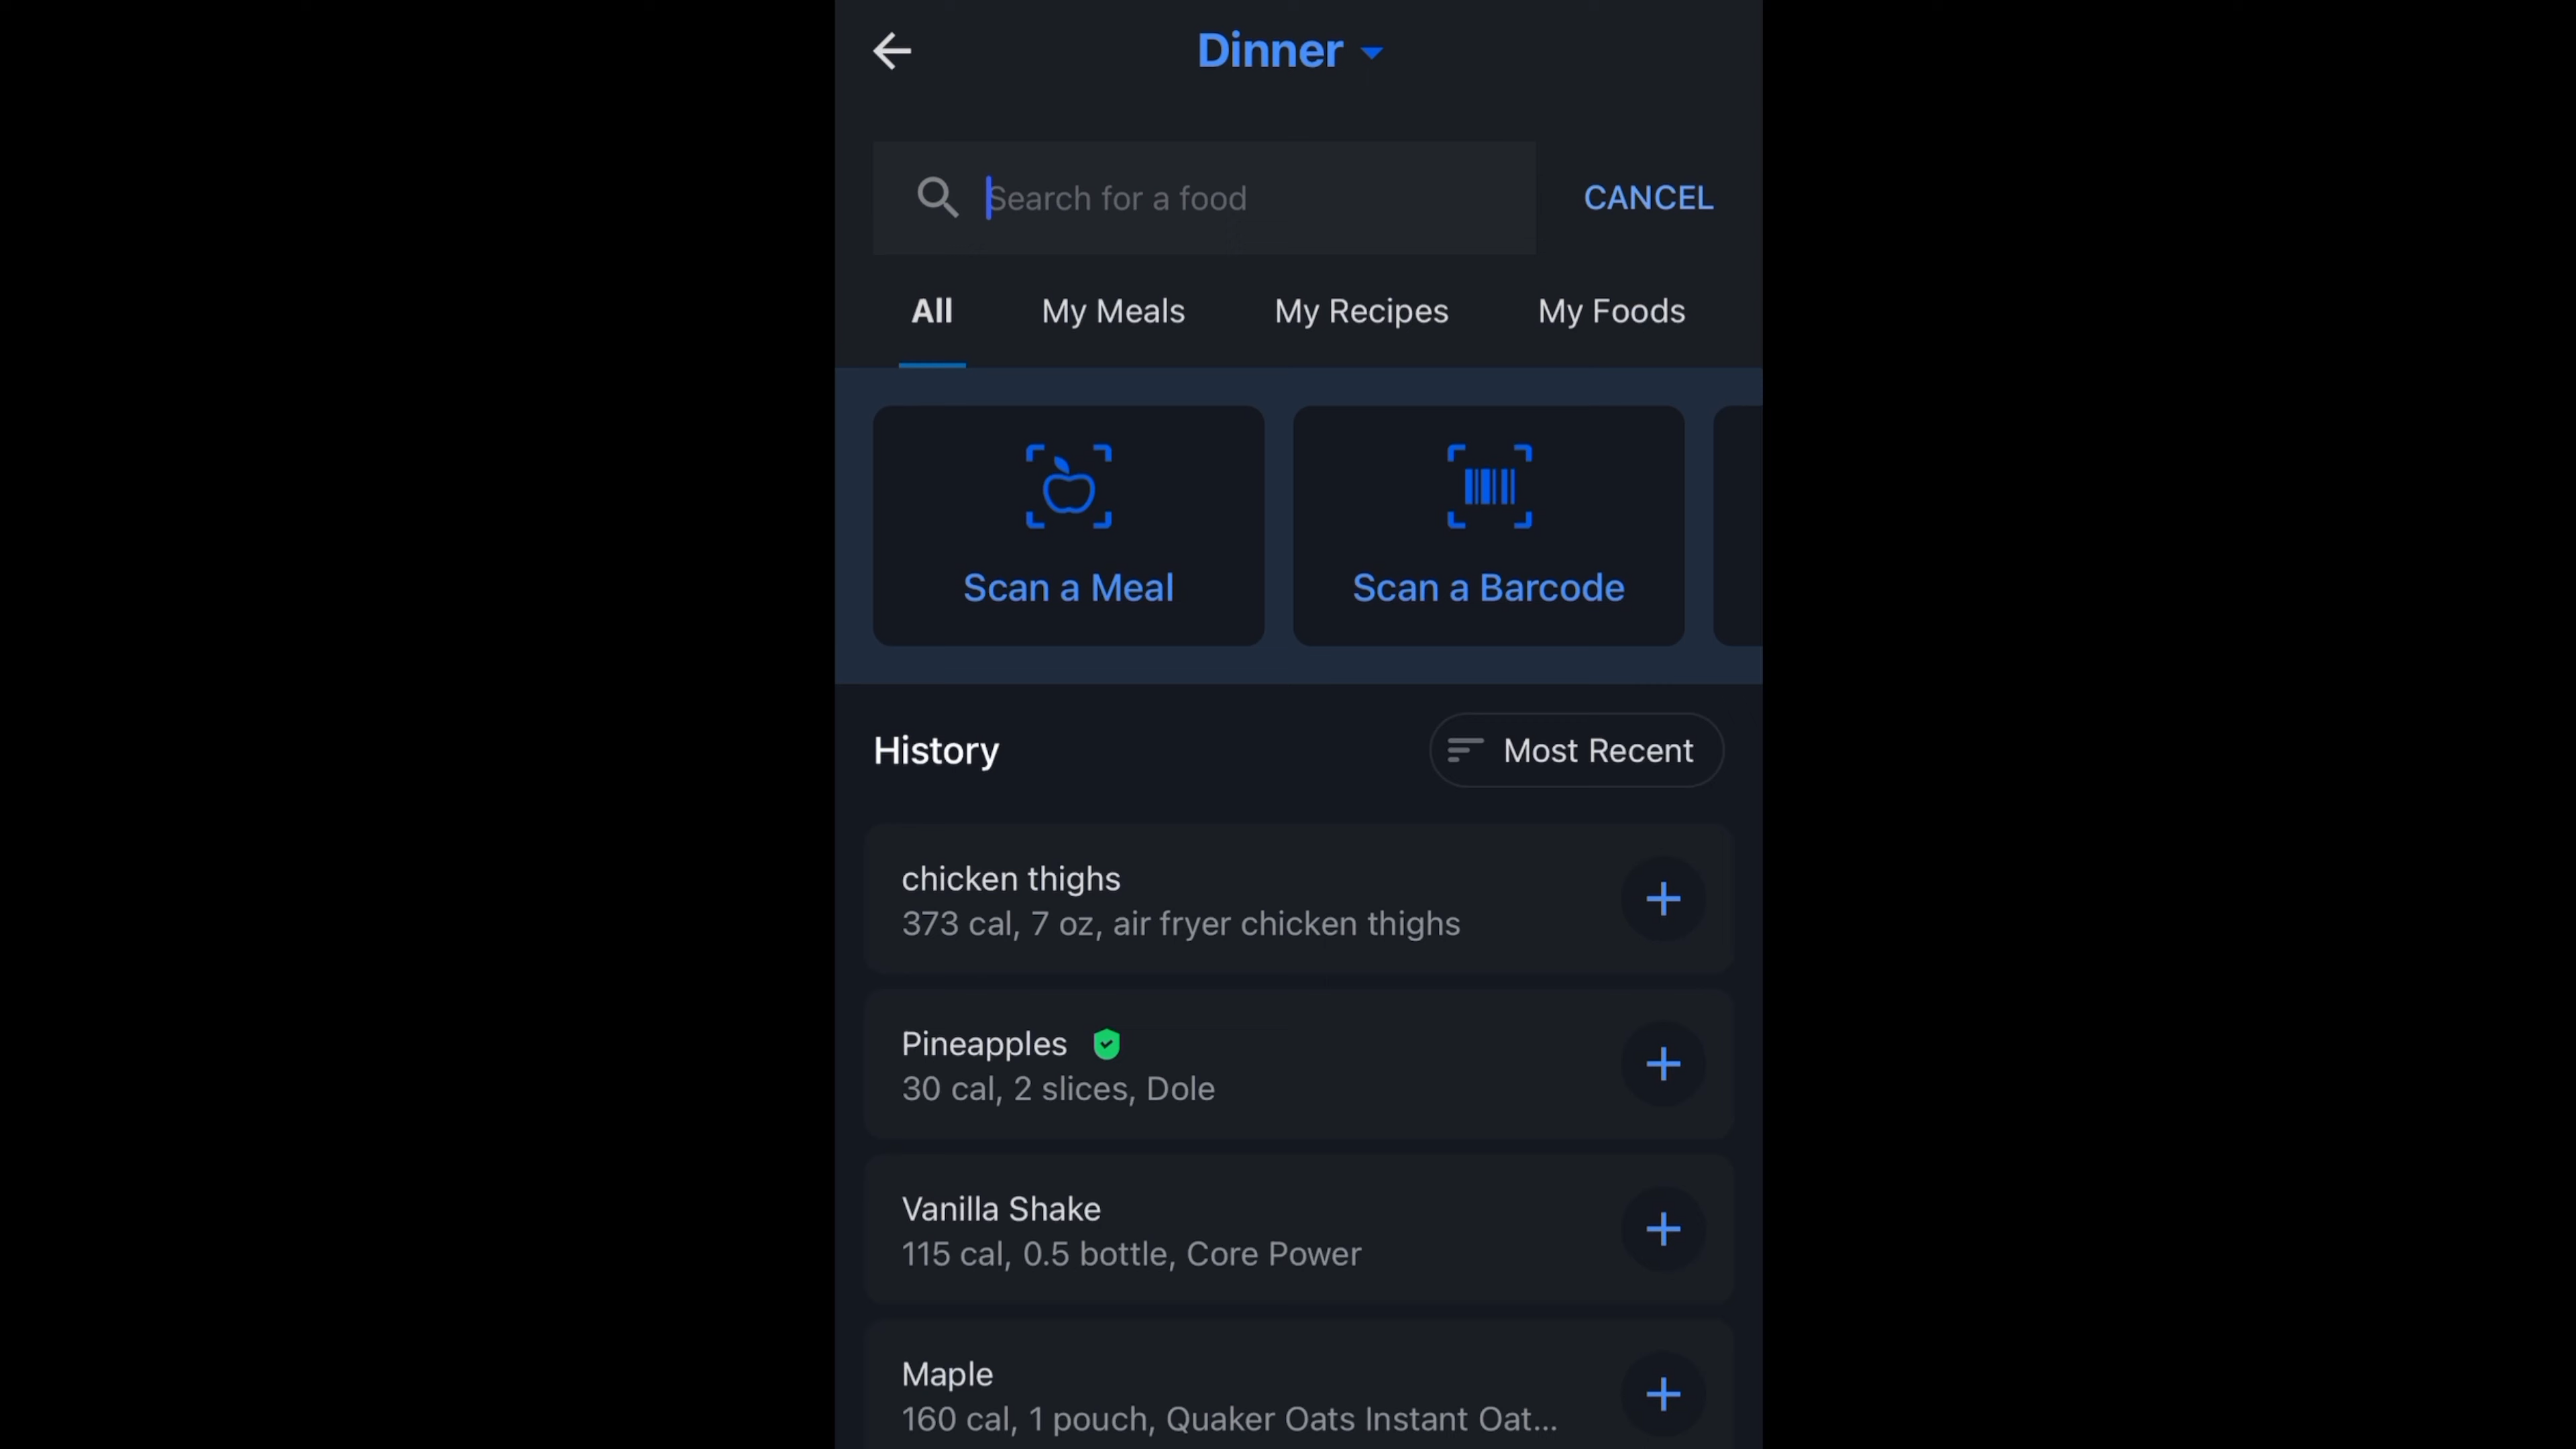 Dinner
Search for a food
CANCEL
All My Meals My Recipes My Foods
Scan a Meal Scan a Barcode
History Most Recent
chicken thighs
373 cal, 7 oz, air fryer chicken thighs
Pineapples
30 cal, 2 slices, Dole
Vanilla Shake
115 cal, 0.5 bottle, Core Power
Maple
160 cal, 1 pouch, Quaker Oats Instant Oat...